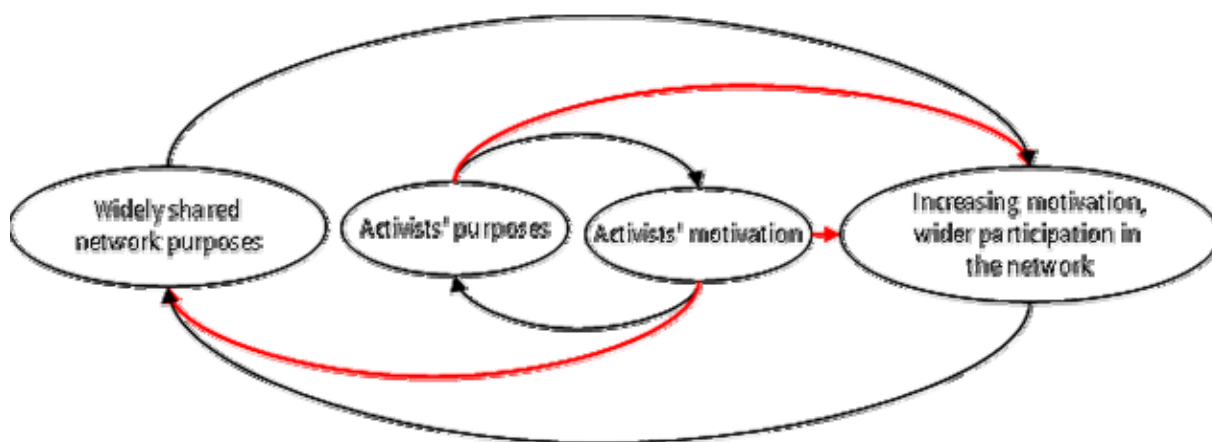 Widely shared
network purposes
Activists' purposes
Activists' motivation
Increasing motivation,
wider participation in
the network